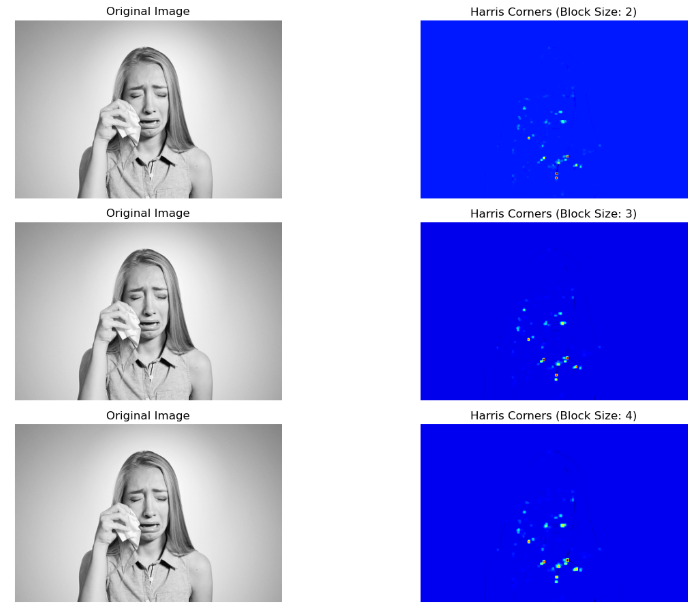 Original Image
Harris Corners (Block Size: 2)
Original Image
Harris Corners (Block Size: 3)
Original Image
Harris Corners (Block Size: 4)